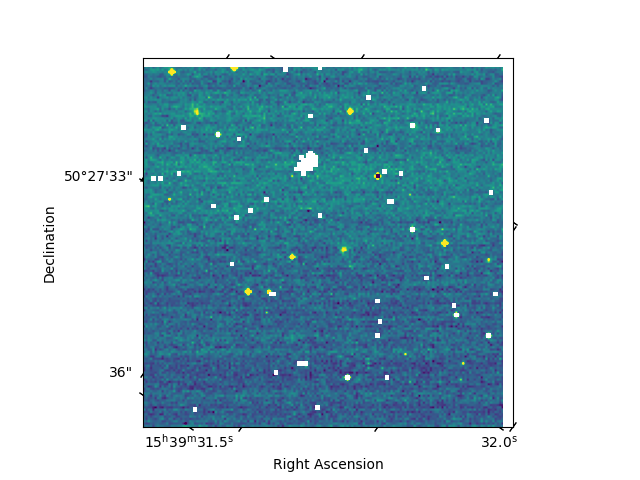 Declination
50°27'33"
36"
15ʰ39ᵐ31.5ˢ
32.0ˢ
Right Ascension